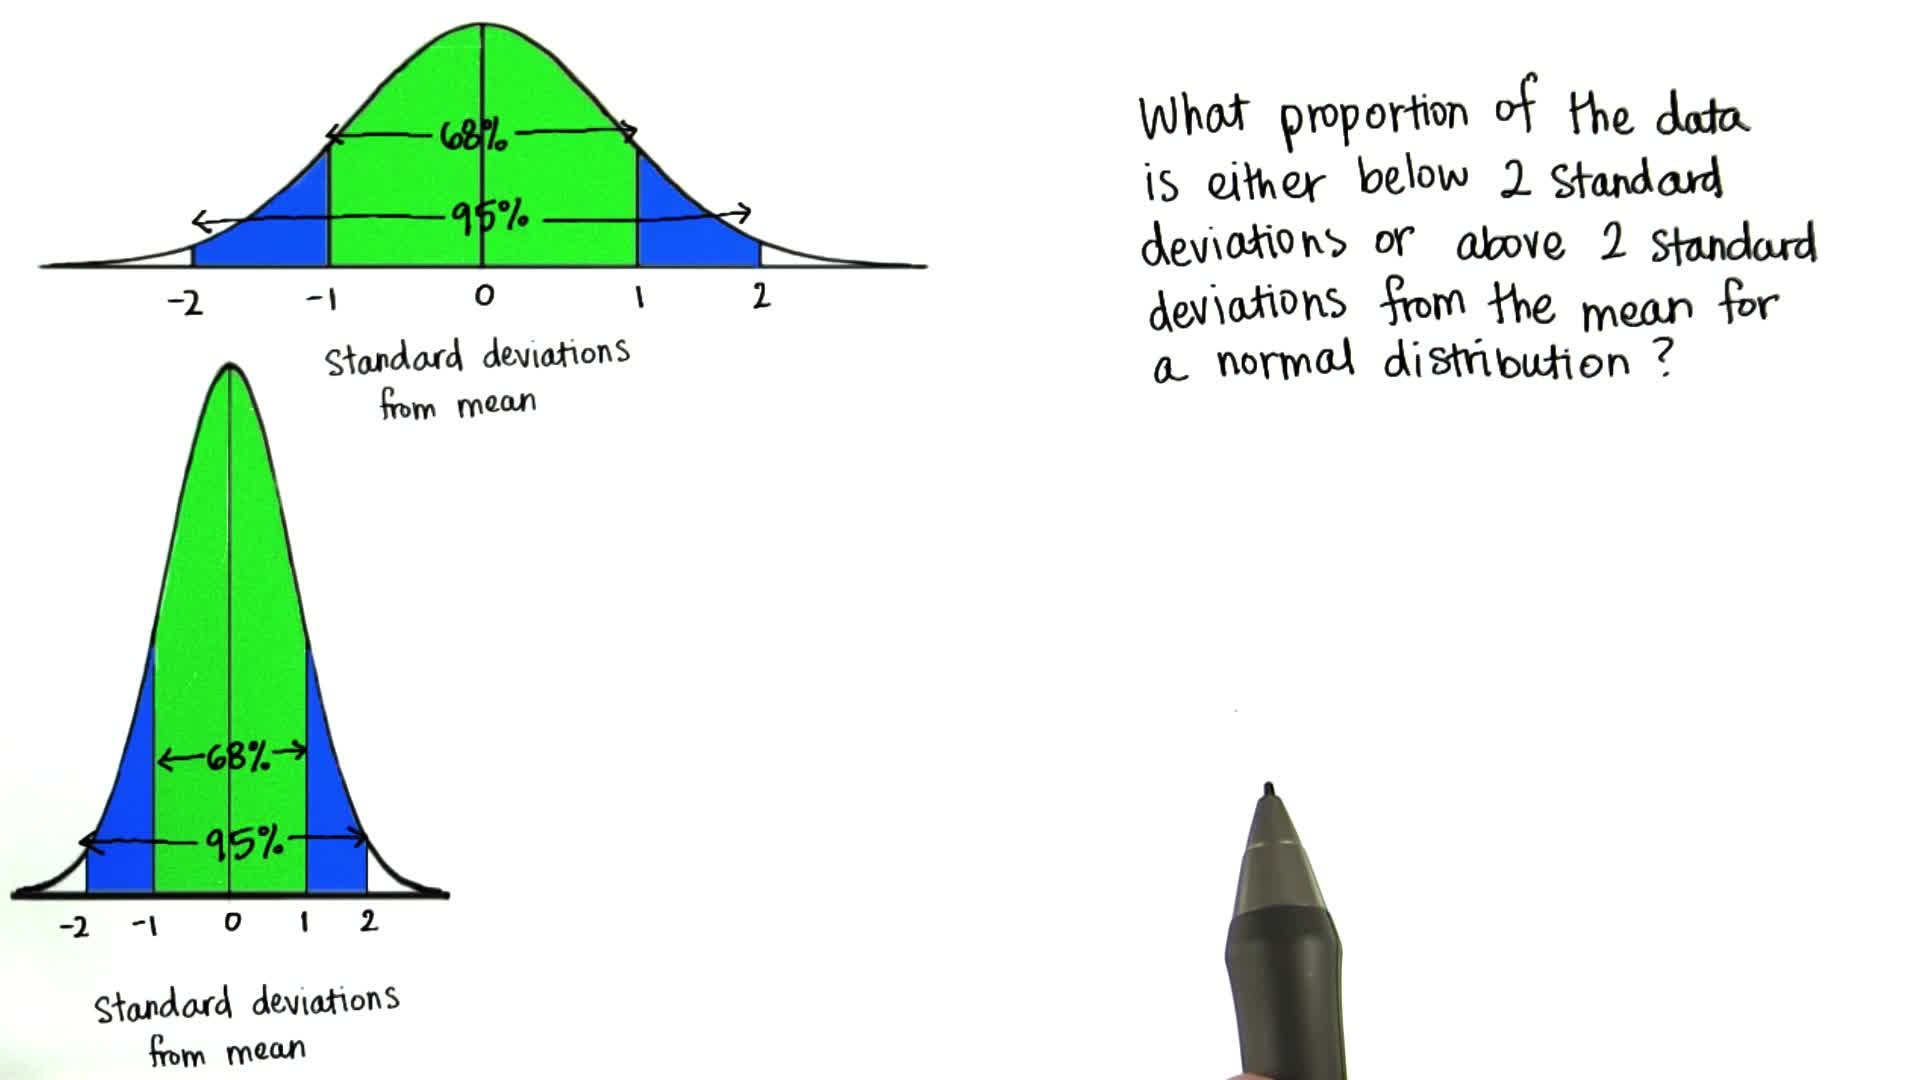 68%
95%
-2 -1 0 1 2
Standard deviations
from mean
68%
95%
-2 -1 0 1 2
Standard deviations
from mean
What proportion of the data
is either below 2 standard
deviations or above 2 standard
deviations from the mean for
a normal distribution?